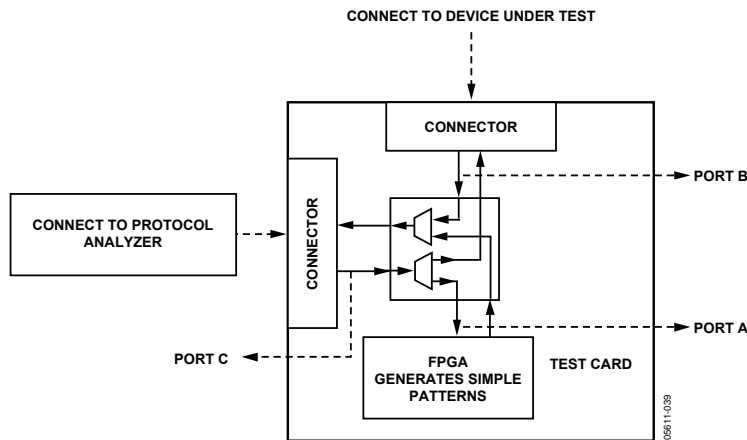 CONNECT TO DEVICE UNDER TEST
CONNECTOR
PORT B
CONNECT TO PROTOCOL
ANALYZER
CONNECTOR
PORT A
PORT C
FPGA
GENERATES SIMPLE
PATTERNS
TEST CARD
05611-039